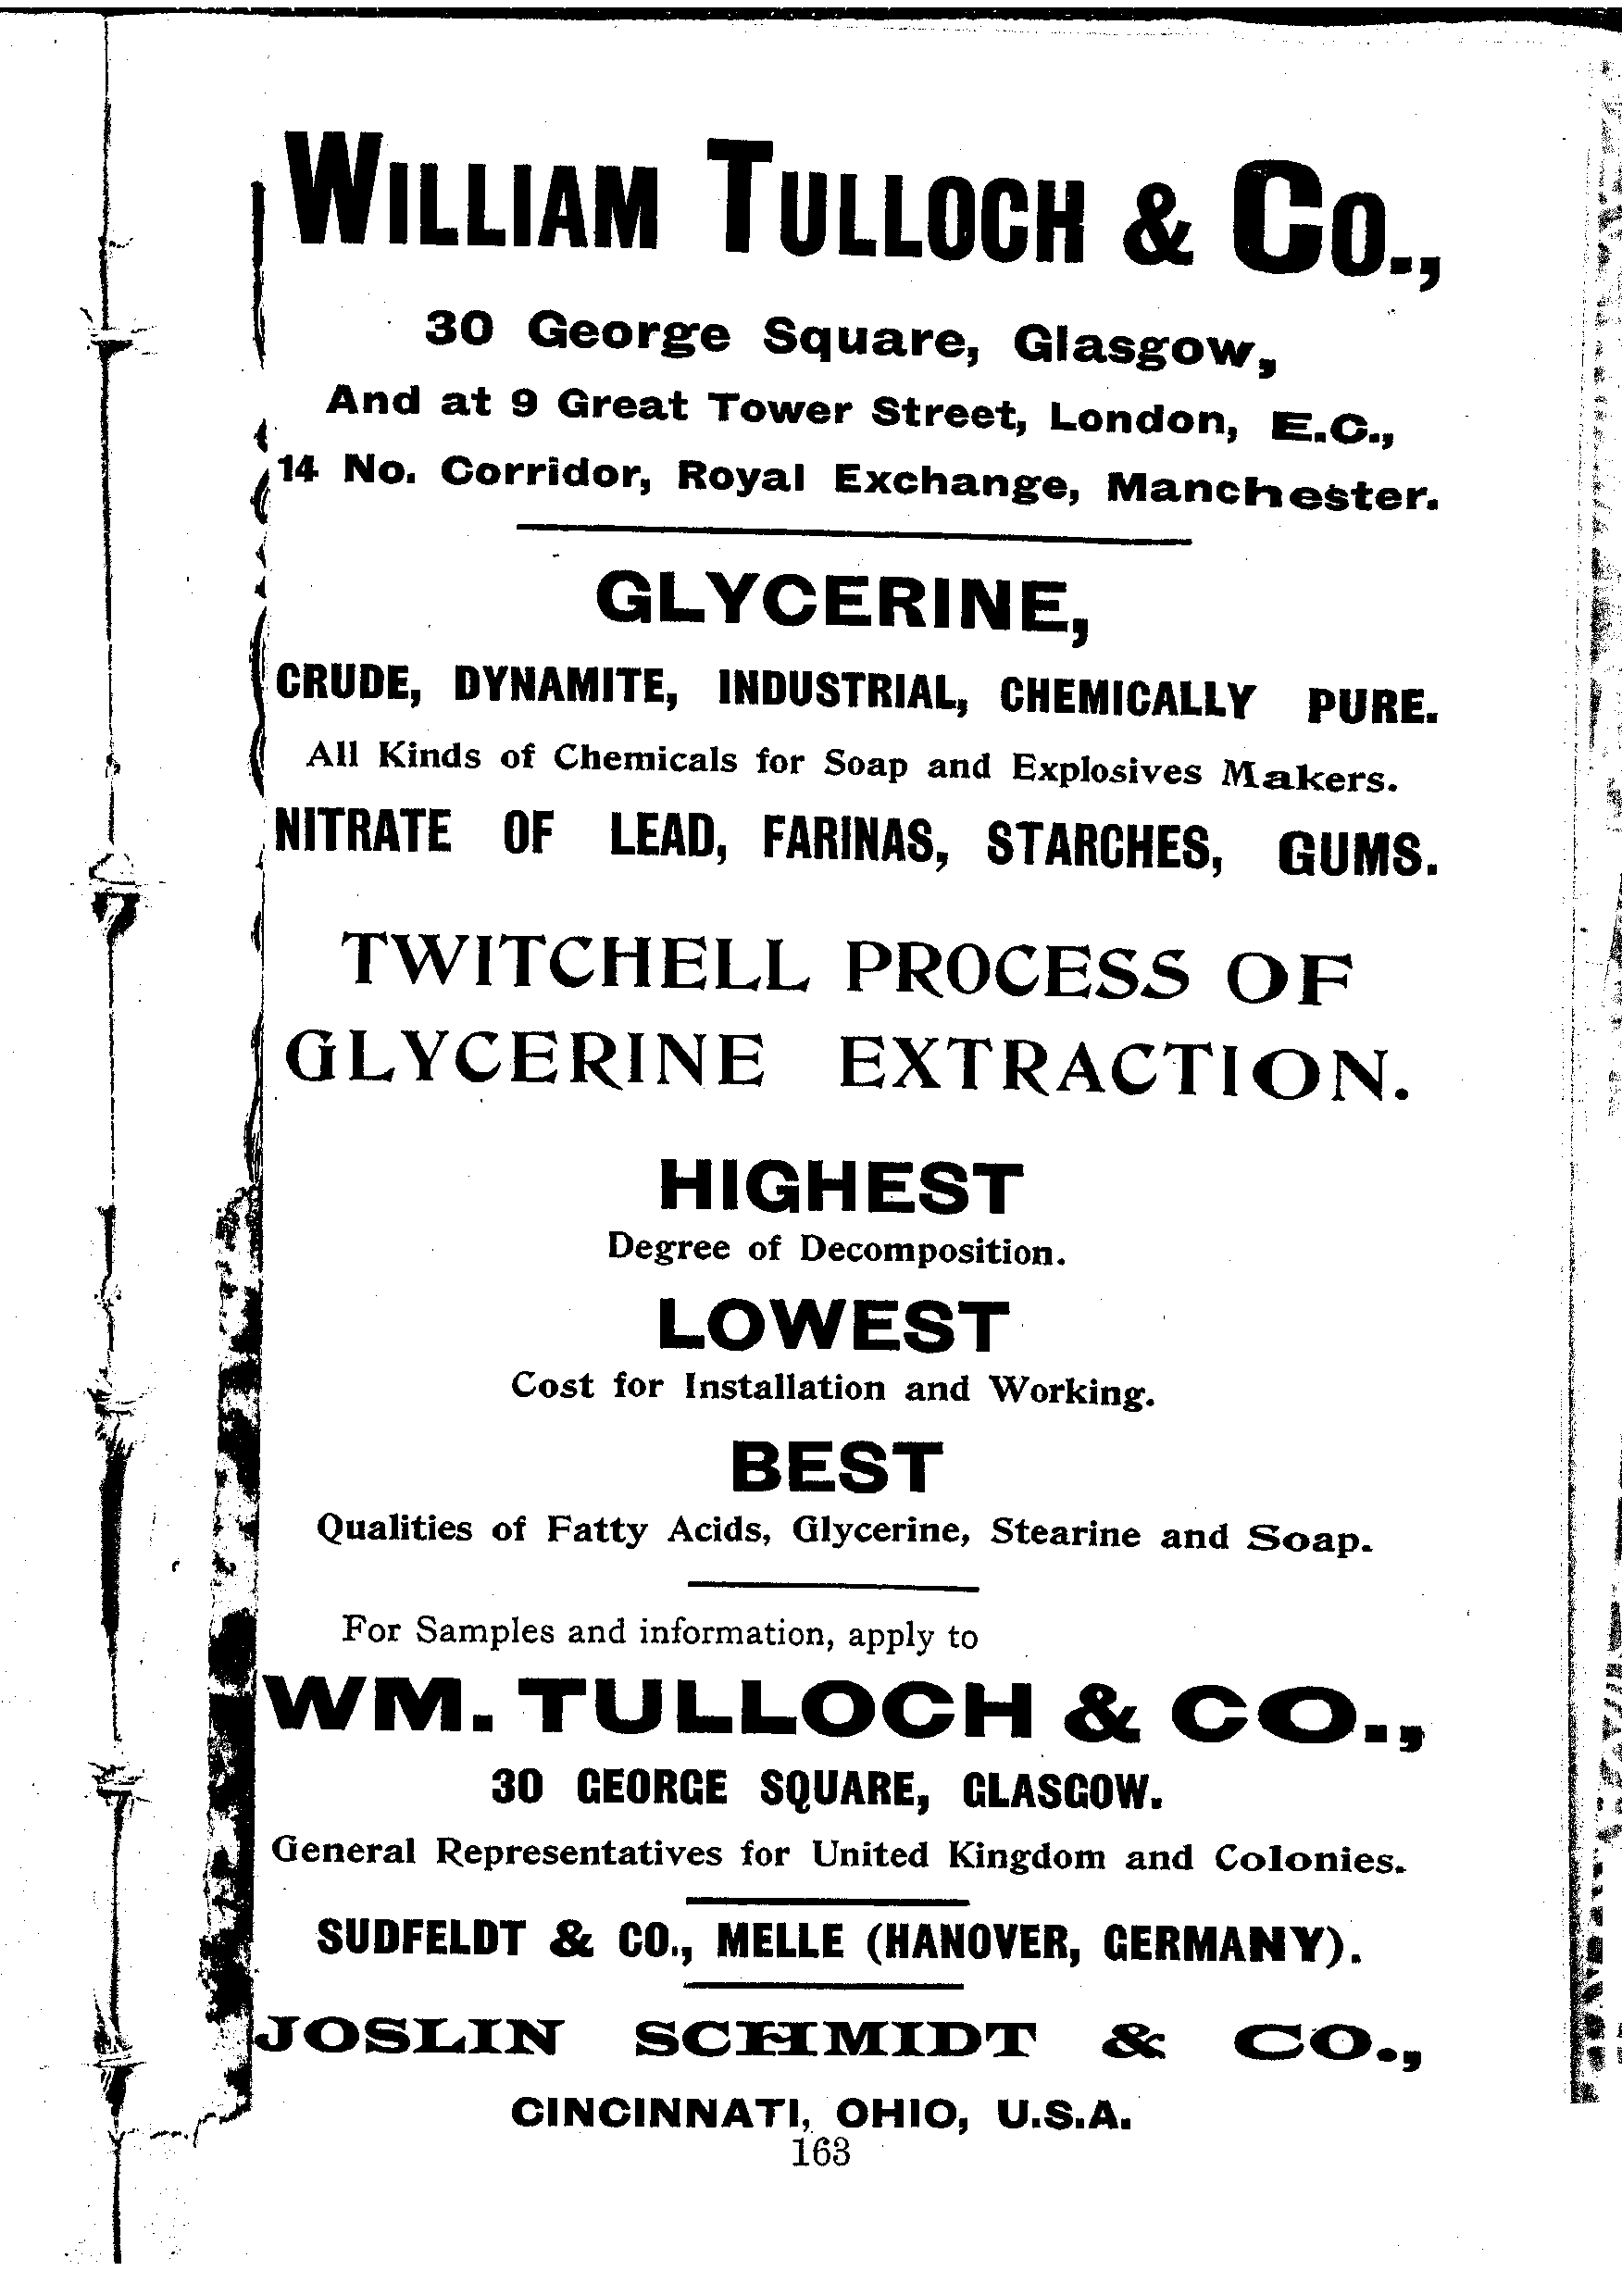 WILLIAM TULLOCH & CO.,
30 George Square, Glasgow,
And at 9 Great Tower Street, London, E.C.,
14 No. Corridor, Royal Exchange, Manchester.
GLYCERINE,
CRUDE, DYNAMITE, INDUSTRIAL, CHEMICALLY PURE.
All Kinds of Chemicals for Soap and Explosives Makers.
NITRATE OF LEAD, FARINAS, STARCHES, GUMS.
TWITCHELL PROCESS OF
GLYCERINE EXTRACTION.
HIGHEST
Degree of Decomposition.
LOWEST
Cost for Installation and Working.
BEST
Qualities of Fatty Acids, Glycerine, Stearine and Soap.
For Samples and information, apply to
WM. TULLOCH & CO.,
30 GEORGE SQUARE, GLASGOW.
General Representatives for United Kingdom and Colonies.
SUDFELDT & CO., MELLE (HANOVER, GERMANY).
JOSLIN SCHMIDT & CO.,
CINCINNATI, OHIO, U.S.A.
163